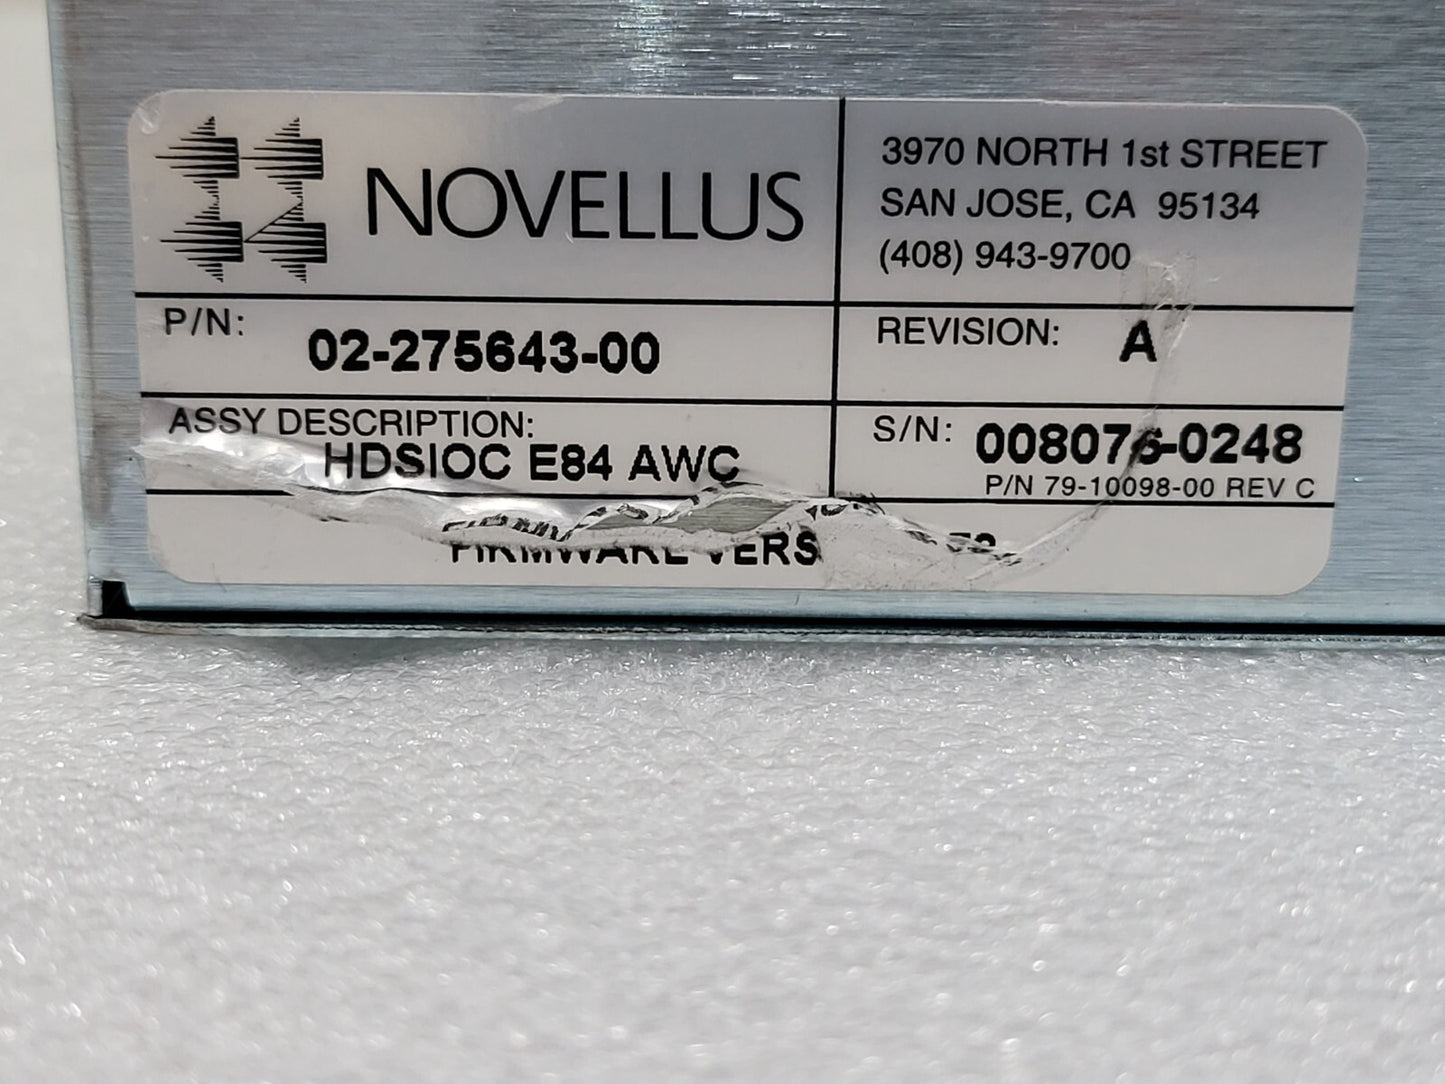 NOVELLUS
3970 NORTH 1st STREET
SAN JOSE, CA 95134
(408) 943-9700
P/N: 02-275643-00
REVISION: A
ASSY DESCRIPTION:
HDSIOC E84 AWC
S/N: 008076-0248
P/N 79-10098-00 REV C
FIRMWARE VERS